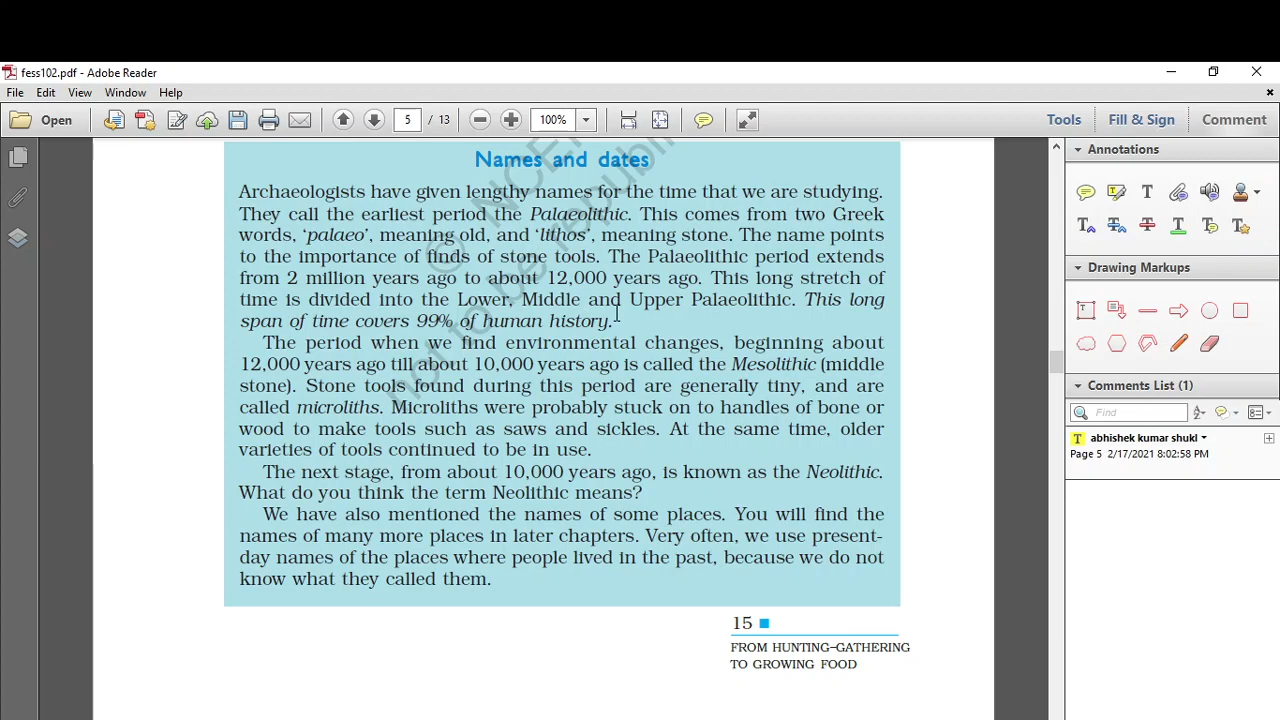 fess102.pdf - Adobe Reader
File Edit View Window Help
Open 5 / 13 100% Tools Fill & Sign Comment
Names and dates
Archaeologists have given lengthy names for the time that we are studying.
They call the earliest period the Palaeolithic. This comes from two Greek
words, ‘palaeo’, meaning old, and ‘lithos’, meaning stone. The name points
to the importance of finds of stone tools. The Palaeolithic period extends
from 2 million years ago to about 12,000 years ago. This long stretch of
time is divided into the Lower, Middle and Upper Palaeolithic. This long
span of time covers 99% of human history.
The period when we find environmental changes, beginning about
12,000 years ago till about 10,000 years ago is called the Mesolithic (middle
stone). Stone tools found during this period are generally tiny, and are
called microliths. Microliths were probably stuck on to handles of bone or
wood to make tools such as saws and sickles. At the same time, older
varieties of tools continued to be in use.
The next stage, from about 10,000 years ago, is known as the Neolithic.
What do you think the term Neolithic means?
We have also mentioned the names of some places. You will find the
names of many more places in later chapters. Very often, we use present-
day names of the places where people lived in the past, because we do not
know what they called them.
15
FROM HUNTING–GATHERING
TO GROWING FOOD
© NCE
not to be republi
Annotations
Drawing Markups
Comments List (1)
Find
abhishek kumar shukl
Page 5 2/17/2021 8:02:58 PM